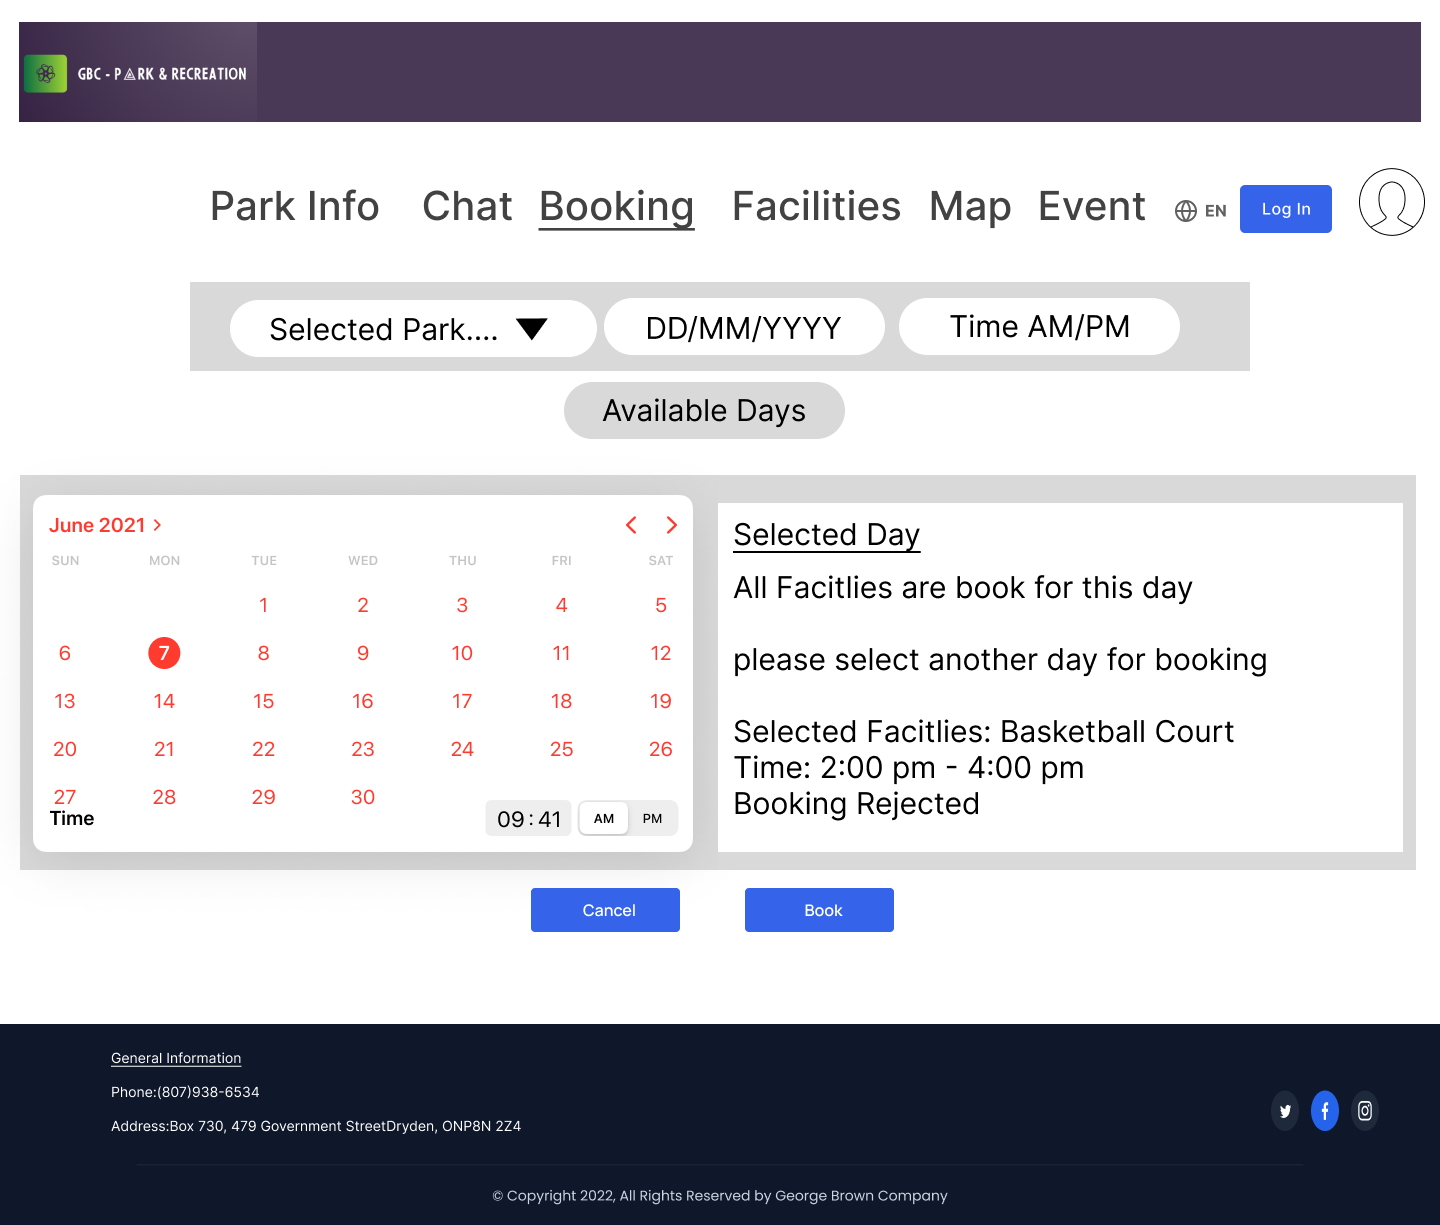 GBC - PARK & RECREATION
Park Info Chat Booking Facilities Map Event EN Log In
Selected Park.... DD/MM/YYYY Time AM/PM
Available Days
June 2021
SUN MON TUE WED THU FRI SAT
1 2 3 4 5
6 7 8 9 10 11 12
13 14 15 16 17 18 19
20 21 22 23 24 25 26
27 28 29 30
Time 09:41 AM PM
Selected Day
All Facitlies are book for this day
please select another day for booking
Selected Facitlies: Basketball Court
Time: 2:00 pm - 4:00 pm
Booking Rejected
Cancel Book
General Information
Phone:(807)938-6534
Address:Box 730, 479 Government StreetDryden, ONP8N 2Z4
© Copyright 2022, All Rights Reserved by George Brown Company